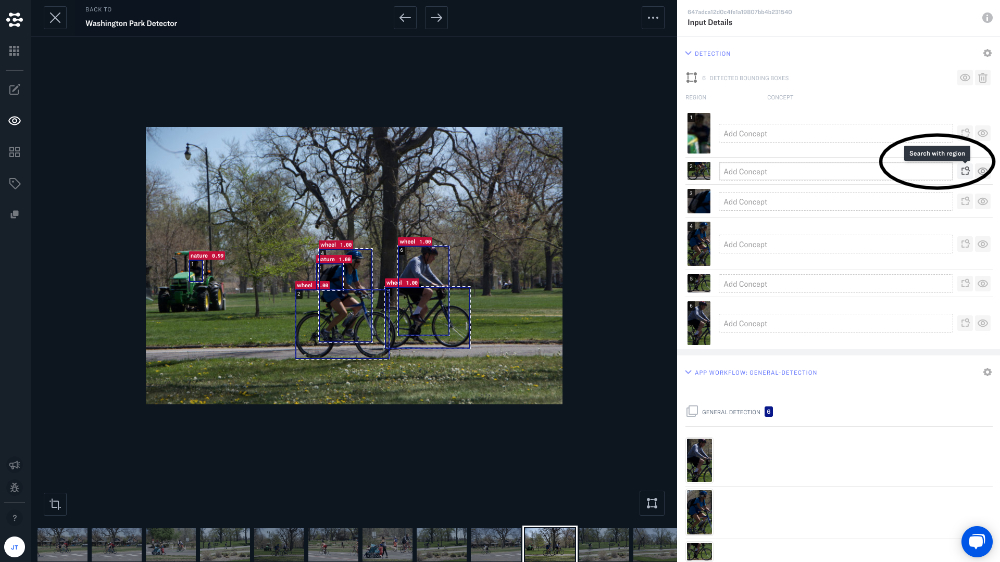 BACK TO
Washington Park Detector
wheel 1.00
wheel 1.00
nature 0.99
nature 1.00
wheel 1.00
wheel 1.00
1
6
2
?
JT
Input Details
DETECTION
DETECTED BOUNDING BOXES
REGION CONCEPT
1
Add Concept
Search with region
2
Add Concept
3
Add Concept
4
Add Concept
5
Add Concept
6
Add Concept
APP WORKFLOW: GENERAL-DETECTION
GENERAL DETECTION 6